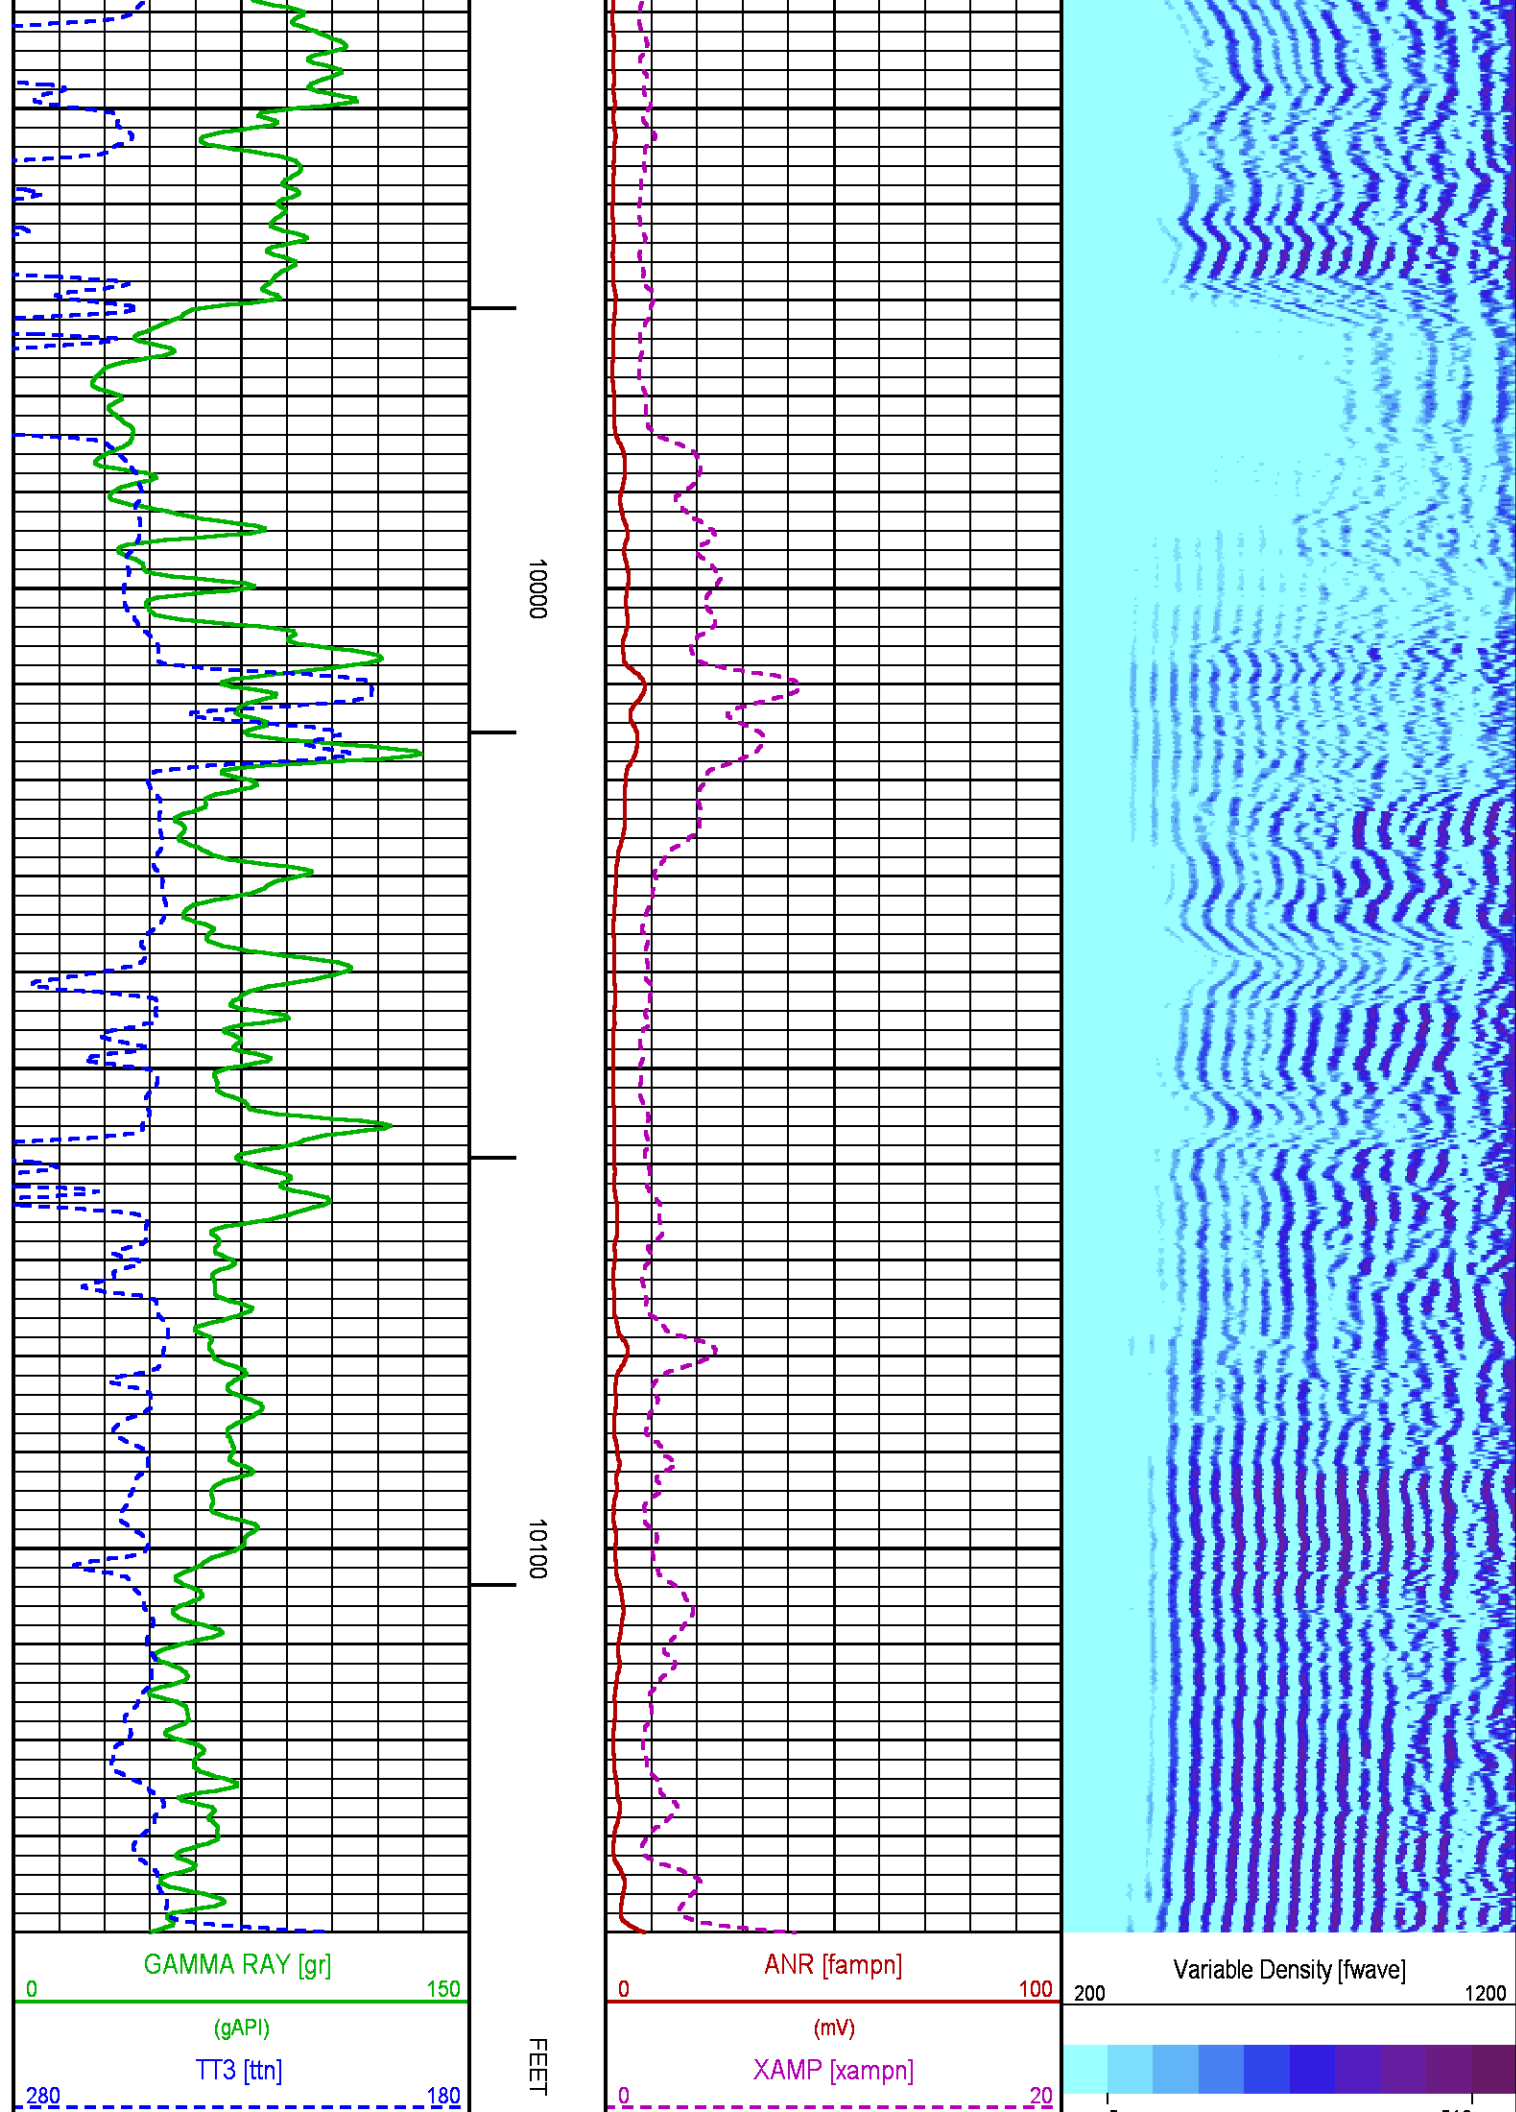 10000
10100
FEET
GAMMA RAY [gr]
0 150
(gAPI)
TT3 [ttn]
280 180
ANR [fampn]
0 100
(mV)
XAMP [xampn]
0 20
Variable Density [fwave]
200 1200